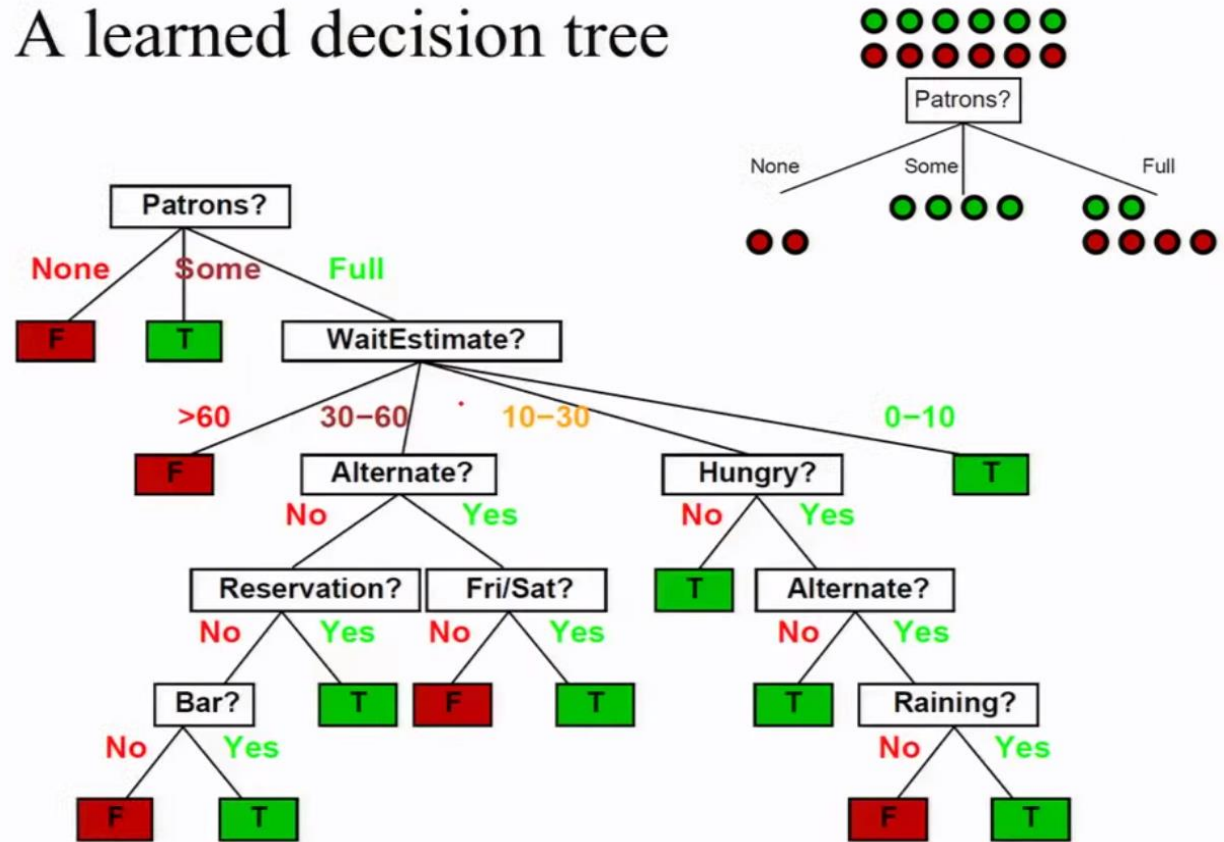 A learned decision tree
Patrons?
None Some Full
Patrons?
None Some Full
F T WaitEstimate?
>60 30−60 10−30 0−10
F Alternate? Hungry? T
No Yes No Yes
Reservation? Fri/Sat? T Alternate?
No Yes No Yes No Yes
Bar? T F T T Raining?
No Yes No Yes
F T F T